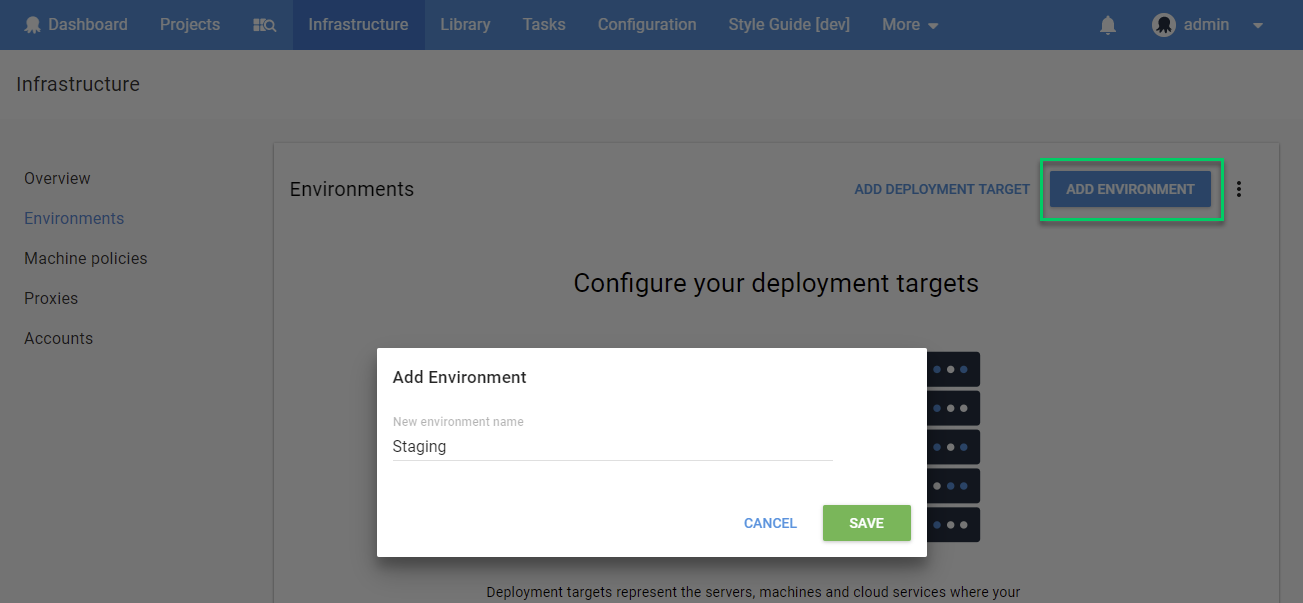 Dashboard Projects Infrastructure Library Tasks Configuration Style Guide [dev] More admin
Infrastructure
Overview
Environments
Machine policies
Proxies
Accounts
Environments ADD DEPLOYMENT TARGET ADD ENVIRONMENT
Configure your deployment targets
Add Environment
New environment name
Staging
CANCEL SAVE
Deployment targets represent the servers, machines and cloud services where your